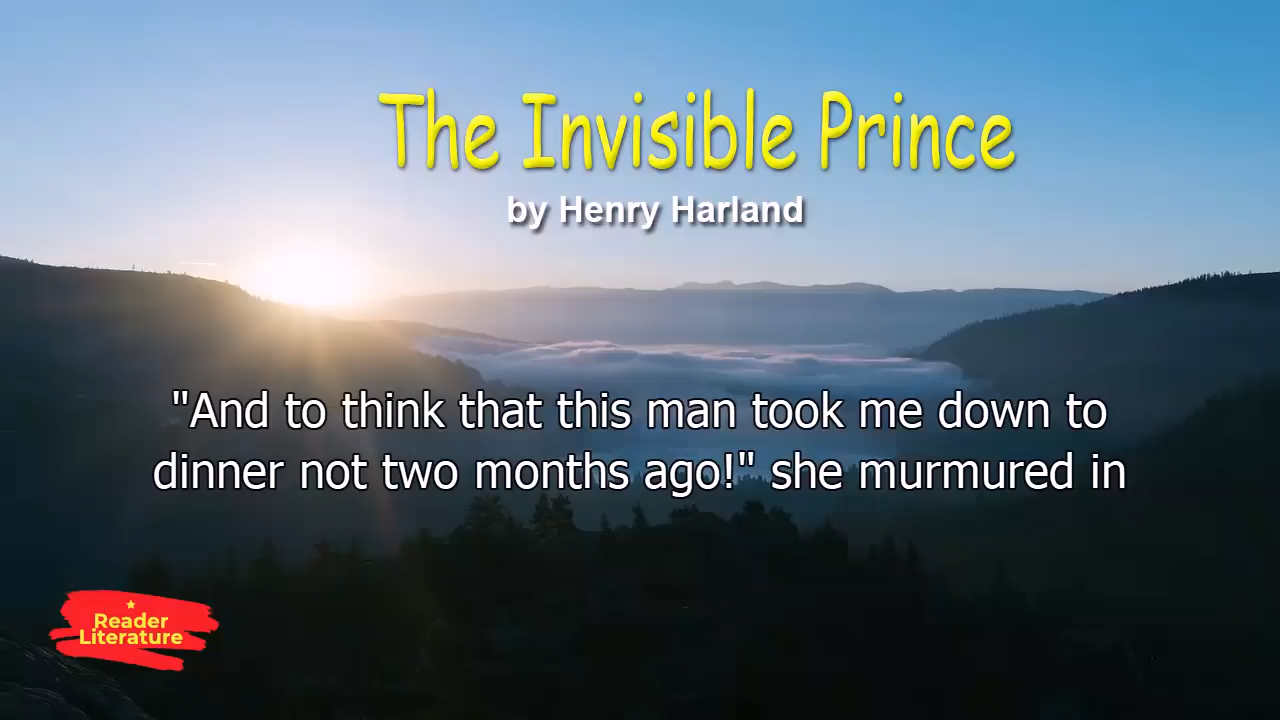 The Invisible Prince
by Henry Harland
"And to think that this man took me down to
dinner not two months ago!" she murmured in
Reader
Literature